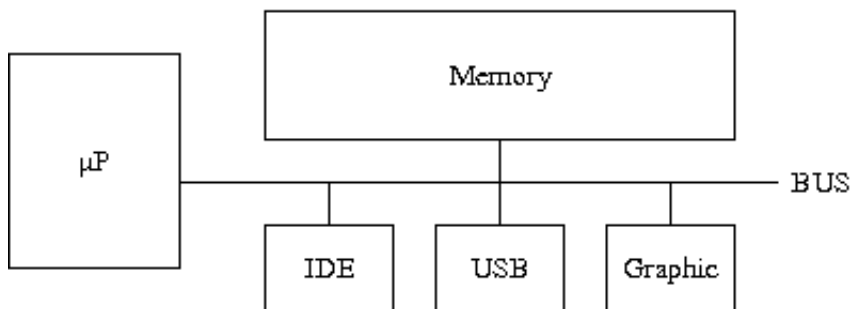 Memory
μP
BUS
IDE
USB
Graphic